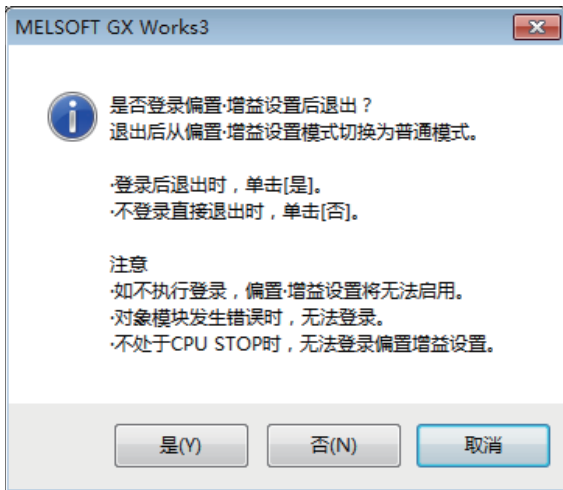 MELSOFT GX Works3
是否登录偏置·增益设置后退出？
退出后从偏置·增益设置模式切换为普通模式。
·登录后退出时，单击[是]。
·不登录直接退出时，单击[否]。
注意
·如不执行登录，偏置·增益设置将无法启用。
·对象模块发生错误时，无法登录。
·不处于CPU STOP时，无法登录偏置增益设置。
是(Y)
否(N)
取消